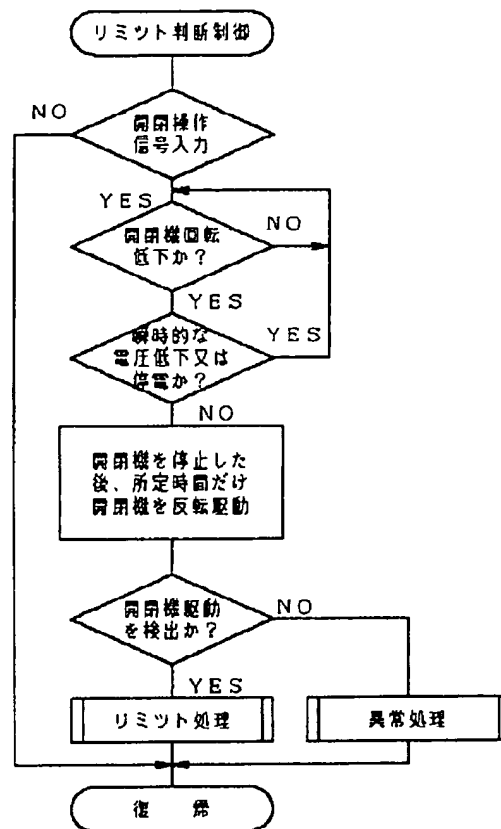 リミット判断制御
NO
開閉操作
信号入力
YES
NO
開閉機回転
低下か?
YES
瞬時的な
YES
電圧低下又は
停電か?
NO
開閉機を停止した
後、所定時間だけ
開閉機を反転駆動
開閉機駆動
NO
を検出か?
YES
リミット処理
異常処理
復 帰